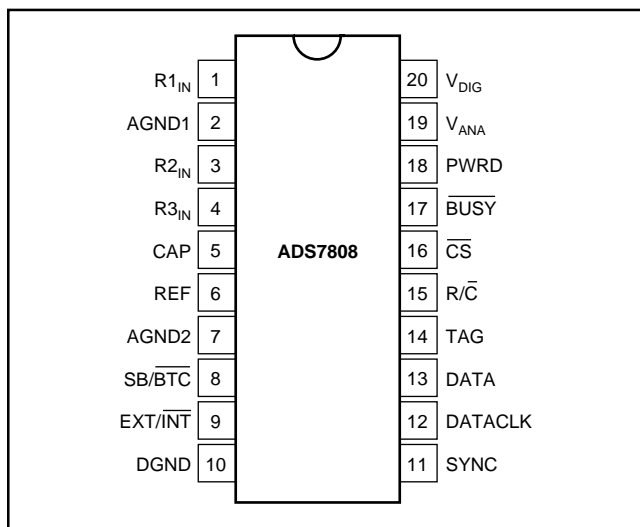 R1IN 1 20 VDIG
AGND1 2 19 VANA
R2IN 3 18 PWRD
R3IN 4 17 BUSY
CAP 5 ADS7808 16 CS
REF 6 15 R/C
AGND2 7 14 TAG
SB/BTC 8 13 DATA
EXT/INT 9 12 DATACLK
DGND 10 11 SYNC